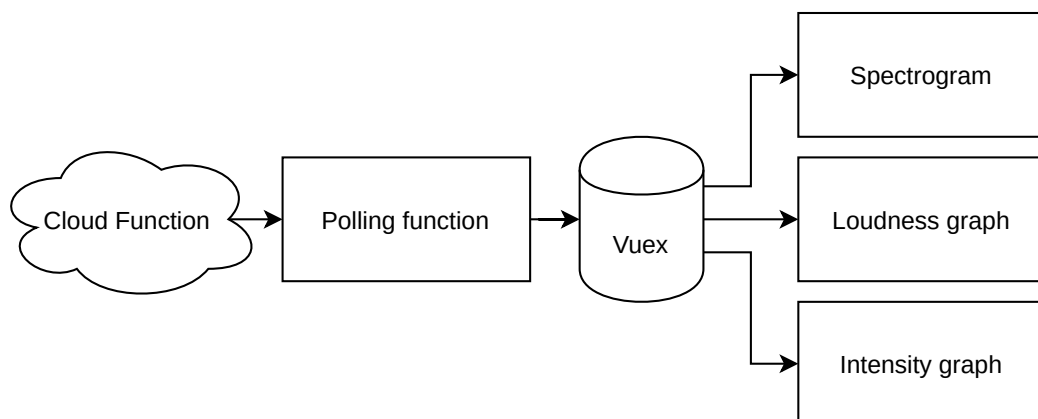 Spectrogram
Cloud Function
Polling function
Vuex
Loudness graph
Intensity graph